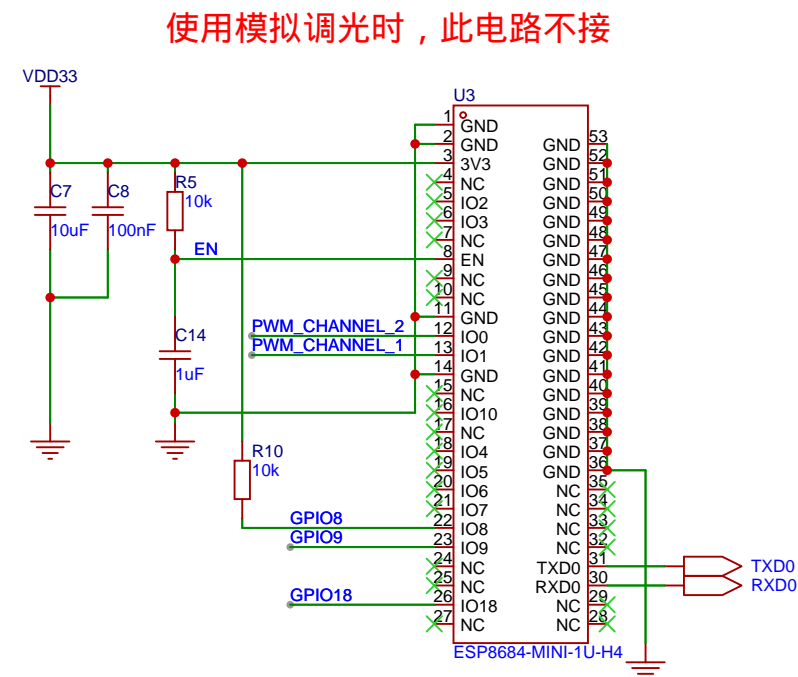 使用模拟调光时，此电路不接
VDD33
U3
1 GND
2 GND
3 3V3
4 NC
5 IO2
6 IO3
7 NC
8 EN
9 NC
10 NC
11 GND
12 IO0
13 IO1
14 GND
15 NC
16 IO10
17 NC
18 IO4
19 IO5
20 IO6
21 IO7
22 IO8
23 IO9
24 NC
25 NC
26 IO18
27 NC
GND 53
GND 52
GND 51
GND 50
GND 49
GND 48
GND 47
GND 46
GND 45
GND 44
GND 43
GND 42
GND 41
GND 40
GND 39
GND 38
GND 37
GND 36
NC 35
NC 34
NC 33
NC 32
TXD0 31
RXD0 30
NC 29
NC 28
C7
10uF
C8
100nF
R5
10k
EN
PWM_CHANNEL_2
PWM_CHANNEL_1
C14
1uF
R10
10k
GPIO8
GPIO9
GPIO18
TXD0
RXD0
ESP8684-MINI-1U-H4